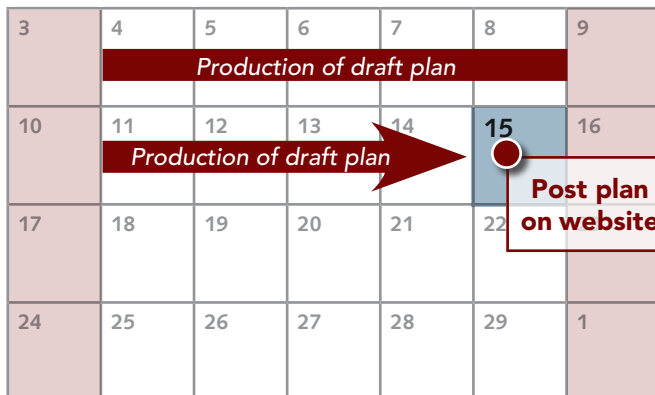 3 4 5 6 7 8 9
Production of draft plan
10 11 12 13 14 15 16
Production of draft plan
Post plan
on website
17 18 19 20 21 22
24 25 26 27 28 29 1